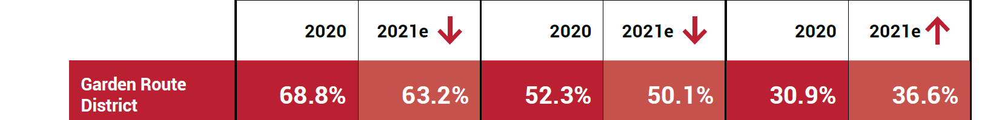 2020 2021e 2020 2021e 2020 2021e
Garden Route
District
68.8% 63.2% 52.3% 50.1% 30.9% 36.6%